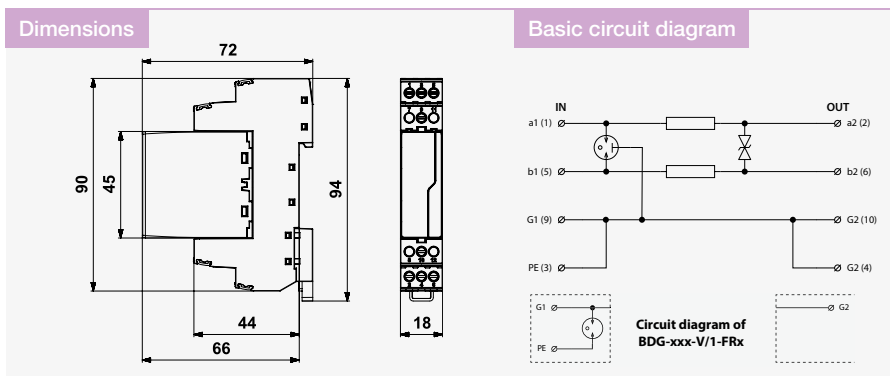 Dimensions
72
90
45
94
44
66
18
Basic circuit diagram
IN
OUT
a1 (1)
a2 (2)
b1 (5)
b2 (6)
G1 (9)
G2 (10)
PE (3)
G2 (4)
G1
G2
PE
Circuit diagram of
BDG-xxx-V/1-FRx